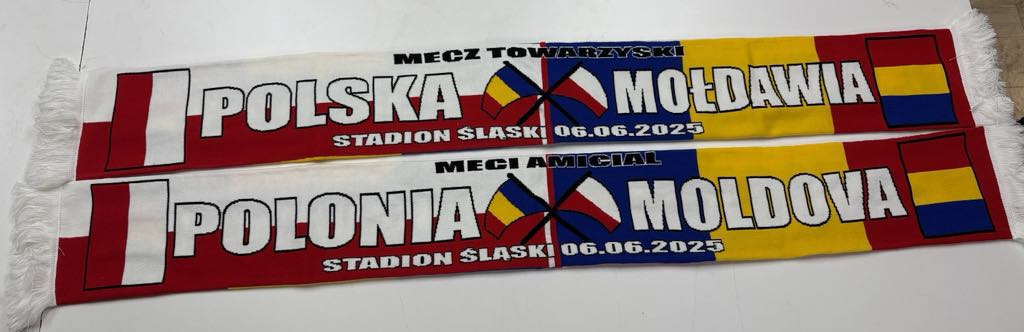 MECZ TOWARZYSKI
POLSKA MOŁDAWIA
STADION ŚLĄSKI 06.06.2025
MECI AMICIAL
POLONIA MOLDOVA
STADION ŚLĄSKI 06.06.2025